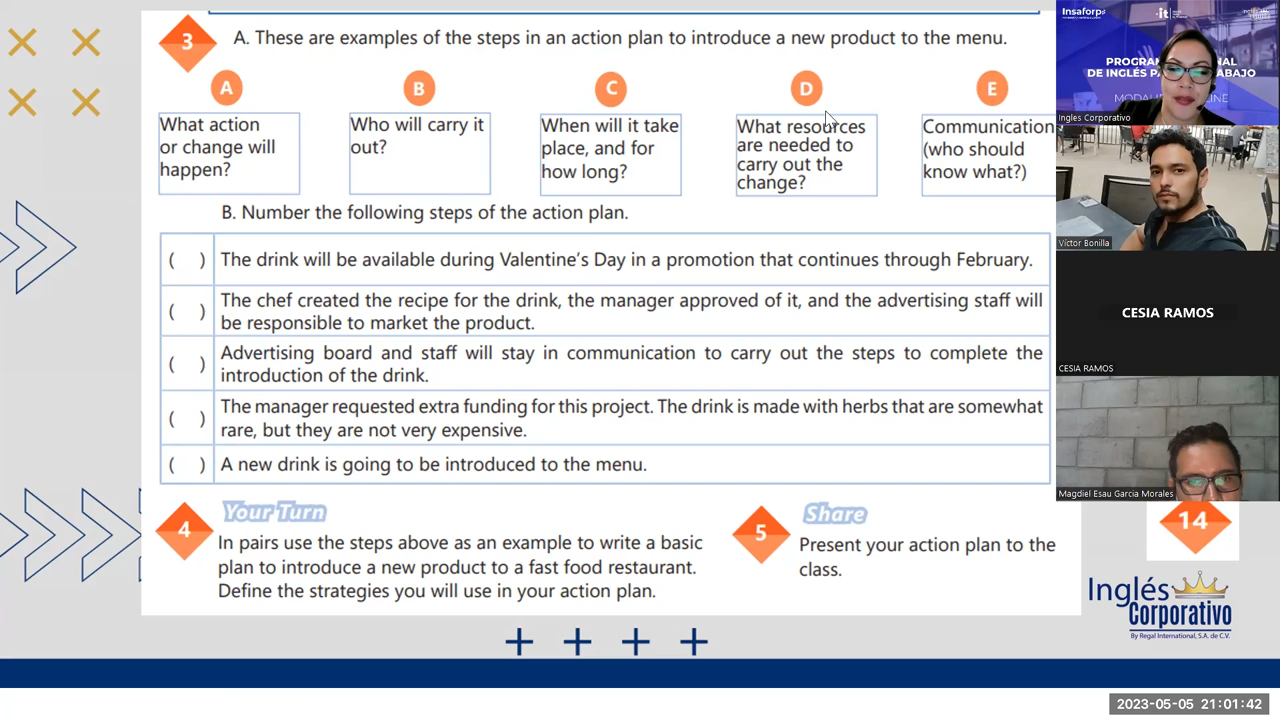 3
A. These are examples of the steps in an action plan to introduce a new product to the menu.
A
B
C
D
E
What action
or change will
happen?
Who will carry it
out?
When will it take
place, and for
how long?
What resources
are needed to
carry out the
change?
Communication
(who should
know what?)
B. Number the following steps of the action plan.
( ) The drink will be available during Valentine's Day in a promotion that continues through February.
( ) The chef created the recipe for the drink, the manager approved of it, and the advertising staff will
be responsible to market the product.
( ) Advertising board and staff will stay in communication to carry out the steps to complete the
introduction of the drink.
( ) The manager requested extra funding for this project. The drink is made with herbs that are somewhat
rare, but they are not very expensive.
( ) A new drink is going to be introduced to the menu.
4
Your Turn
In pairs use the steps above as an example to write a basic
plan to introduce a new product to a fast food restaurant.
Define the strategies you will use in your action plan.
5
Share
Present your action plan to the
class.
Insaforp
PROGRAMA
DE INGLÉS
Ingles Corporativo
Víctor Bonilla
CESIA RAMOS
CESIA RAMOS
Magdiel Esau Garcia Morales
14
Inglés
Corporativo
By Regal International, S.A. de C.V.
2023-05-05 21:01:42